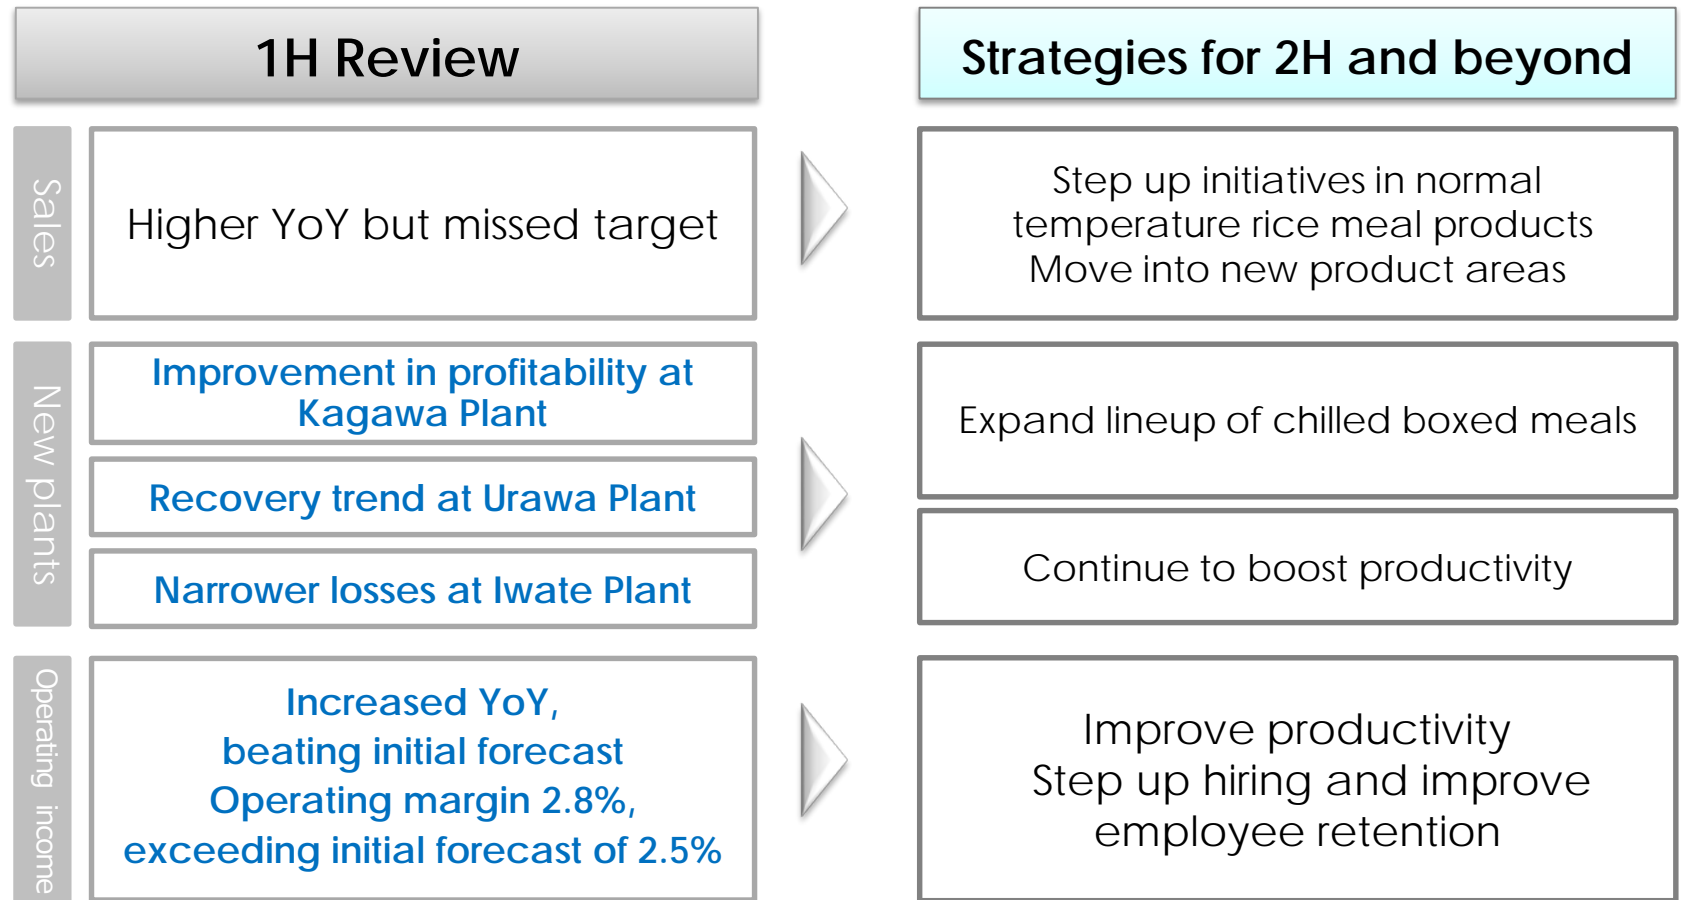 1H Review
Strategies for 2H and beyond
Sales
Higher YoY but missed target
Step up initiatives in normal
temperature rice meal products
Move into new product areas
New plants
Improvement in profitability at
Kagawa Plant
Recovery trend at Urawa Plant
Narrower losses at Iwate Plant
Expand lineup of chilled boxed meals
Continue to boost productivity
Operating income
Increased YoY,
beating initial forecast
Operating margin 2.8%,
exceeding initial forecast of 2.5%
Improve productivity
Step up hiring and improve
employee retention